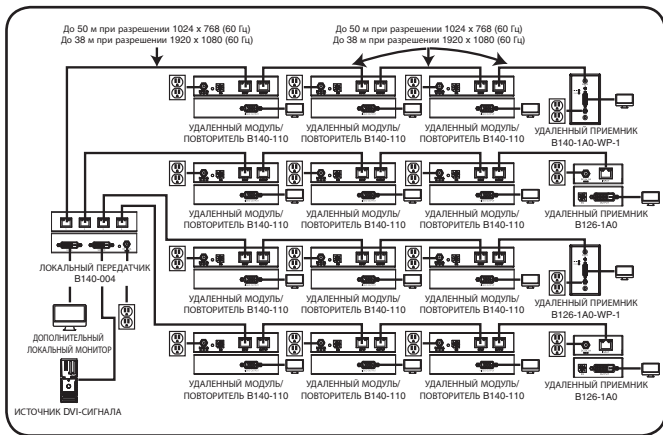 До 50 м при разрешении 1024 x 768 (60 Гц)
До 38 м при разрешении 1920 x 1080 (60 Гц)
До 50 м при разрешении 1024 x 768 (60 Гц)
До 38 м при разрешении 1920 x 1080 (60 Гц)
УДАЛЕННЫЙ МОДУЛЬ/
ПОВТОРИТЕЛЬ B140-110
УДАЛЕННЫЙ МОДУЛЬ/
ПОВТОРИТЕЛЬ B140-110
УДАЛЕННЫЙ МОДУЛЬ/
ПОВТОРИТЕЛЬ B140-110
УДАЛЕННЫЙ ПРИЕМНИК
B140-1A0-WP-1
УДАЛЕННЫЙ МОДУЛЬ/
ПОВТОРИТЕЛЬ B140-110
УДАЛЕННЫЙ МОДУЛЬ/
ПОВТОРИТЕЛЬ B140-110
УДАЛЕННЫЙ МОДУЛЬ/
ПОВТОРИТЕЛЬ B140-110
УДАЛЕННЫЙ ПРИЕМНИК
B126-1A0
ЛОКАЛЬНЫЙ ПЕРЕДАТЧИК
B140-004
УДАЛЕННЫЙ МОДУЛЬ/
ПОВТОРИТЕЛЬ B140-110
УДАЛЕННЫЙ МОДУЛЬ/
ПОВТОРИТЕЛЬ B140-110
УДАЛЕННЫЙ МОДУЛЬ/
ПОВТОРИТЕЛЬ B140-110
УДАЛЕННЫЙ ПРИЕМНИК
B126-1A0-WP-1
ДОПОЛНИТЕЛЬНЫЙ
ЛОКАЛЬНЫЙ МОНИТОР
ИСТОЧНИК DVI-СИГНАЛА
УДАЛЕННЫЙ МОДУЛЬ/
ПОВТОРИТЕЛЬ B140-110
УДАЛЕННЫЙ МОДУЛЬ/
ПОВТОРИТЕЛЬ B140-110
УДАЛЕННЫЙ МОДУЛЬ/
ПОВТОРИТЕЛЬ B140-110
УДАЛЕННЫЙ ПРИЕМНИК
B126-1A0